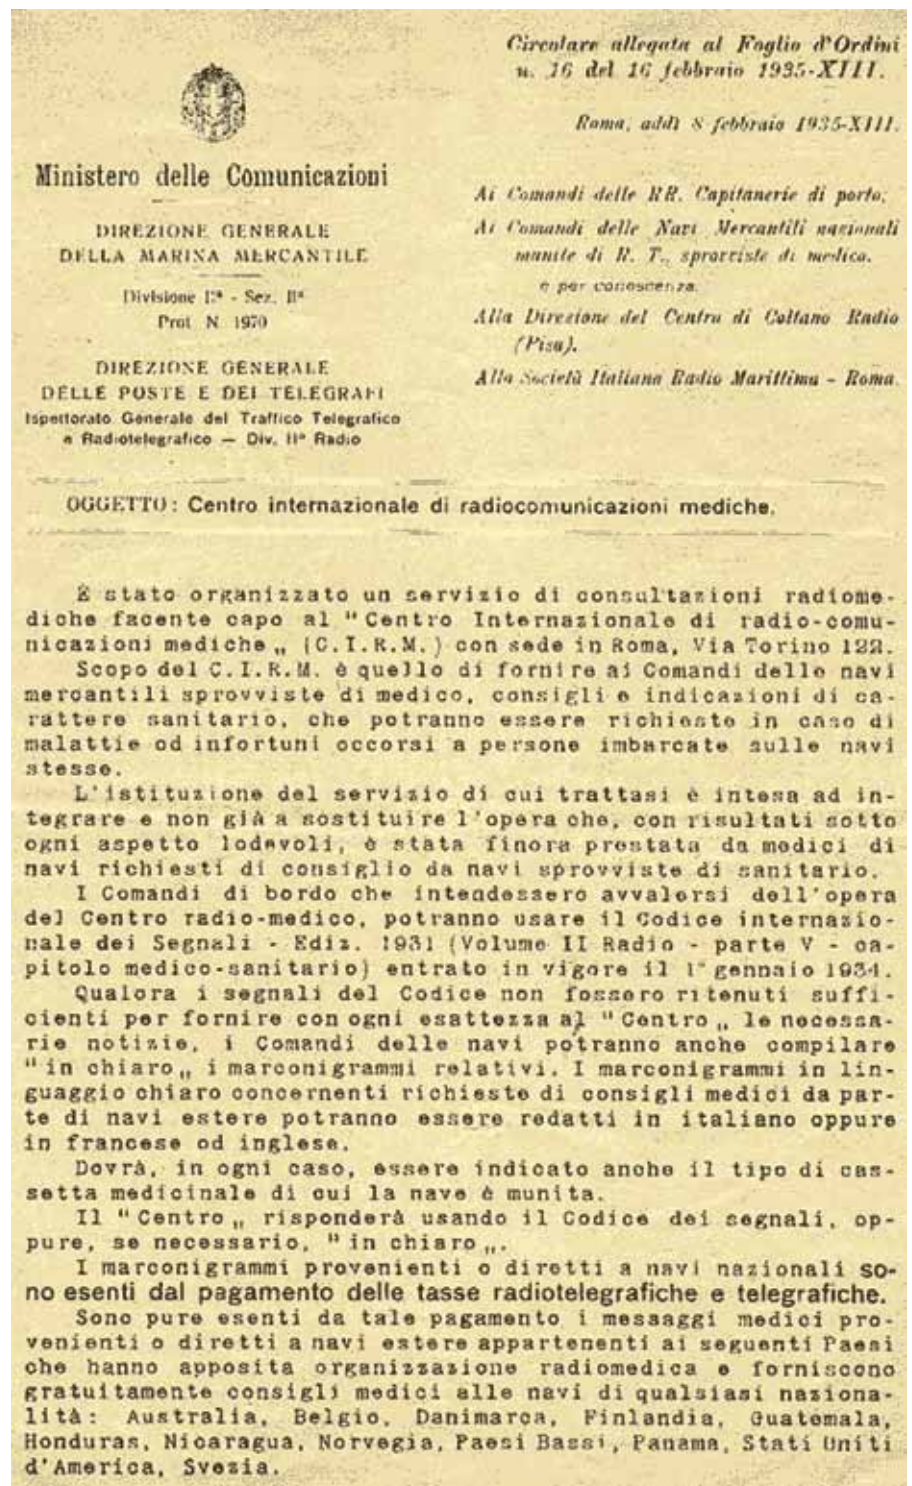 Circolare allegata al Foglio d'Ordini
n. 16 del 16 febbraio 1935-XIII.
Roma, addì 8 febbraio 1935-XIII.
Ministero delle Comunicazioni
DIREZIONE GENERALE
DELLA MARINA MERCANTILE
Divisione Iª - Sez. IIª
Prot N. 1970
DIREZIONE GENERALE
DELLE POSTE E DEI TELEGRAFI
Ispettorato Generale del Traffico Telegrafico
e Radiotelegrafico — Div. IIª Radio
Ai Comandi delle RR. Capitanerie di porto;
Ai Comandi delle Navi Mercantili nazionali
munite di R. T., sprovviste di medico.
e per conoscenza:
Alla Direzione del Centro di Coltano Radio
(Pisa).
Alla Società Italiana Radio Marittima - Roma.
OGGETTO: Centro internazionale di radiocomunicazioni mediche.
È stato organizzato un servizio di consultazioni radiome-
diche facente capo al "Centro Internazionale di radio-comu-
nicazioni mediche„ (C.I.R.M.) con sede in Roma, Via Torino 122.
Scopo del C.I.R.M. è quello di fornire ai Comandi delle navi
mercantili sprovviste di medico, consigli e indicazioni di ca-
rattere sanitario, che potranno essere richieste in caso di
malattie od infortuni occorsi a persone imbarcate sulle navi
stesse.
L'istituzione del servizio di cui trattasi è intesa ad in-
tegrare e non già a sostituire l'opera che, con risultati sotto
ogni aspetto lodevoli, è stata finora prestata da medici di
navi richiesti di consiglio da navi sprovviste di sanitario.
I Comandi di bordo che intendessero avvalersi dell'opera
del Centro radio-medico, potranno usare il Codice internazio-
nale dei Segnali - Ediz. 1931 (Volume II Radio - parte V - ca-
pitolo medico-sanitario) entrato in vigore il 1° gennaio 1934.
Qualora i segnali del Codice non fossero ritenuti suffi-
cienti per fornire con ogni esattezza al "Centro„ le necessa-
rie notizie, i Comandi delle navi potranno anche compilare
"in chiaro„ i marconigrammi relativi. I marconigrammi in lin-
guaggio chiaro concernenti richieste di consigli medici da par-
te di navi estere potranno essere redatti in italiano oppure
in francese od inglese.
Dovrà, in ogni caso, essere indicato anche il tipo di cas-
setta medicinale di cui la nave è munita.
Il "Centro„ risponderà usando il Codice dei segnali, op-
pure, se necessario, "in chiaro„.
I marconigrammi provenienti o diretti a navi nazionali so-
no esenti dal pagamento delle tasse radiotelegrafiche e telegrafiche.
Sono pure esenti da tale pagamento i messaggi medici pro-
venienti o diretti a navi estere appartenenti ai seguenti Paesi
che hanno apposita organizzazione radiomedica e forniscono
gratuitamente consigli medici alle navi di qualsiasi naziona-
lità: Australia, Belgio, Danimarca, Finlandia, Guatemala,
Honduras, Nicaragua, Norvegia, Paesi Bassi, Panama, Stati Uniti
d'America, Svezia.